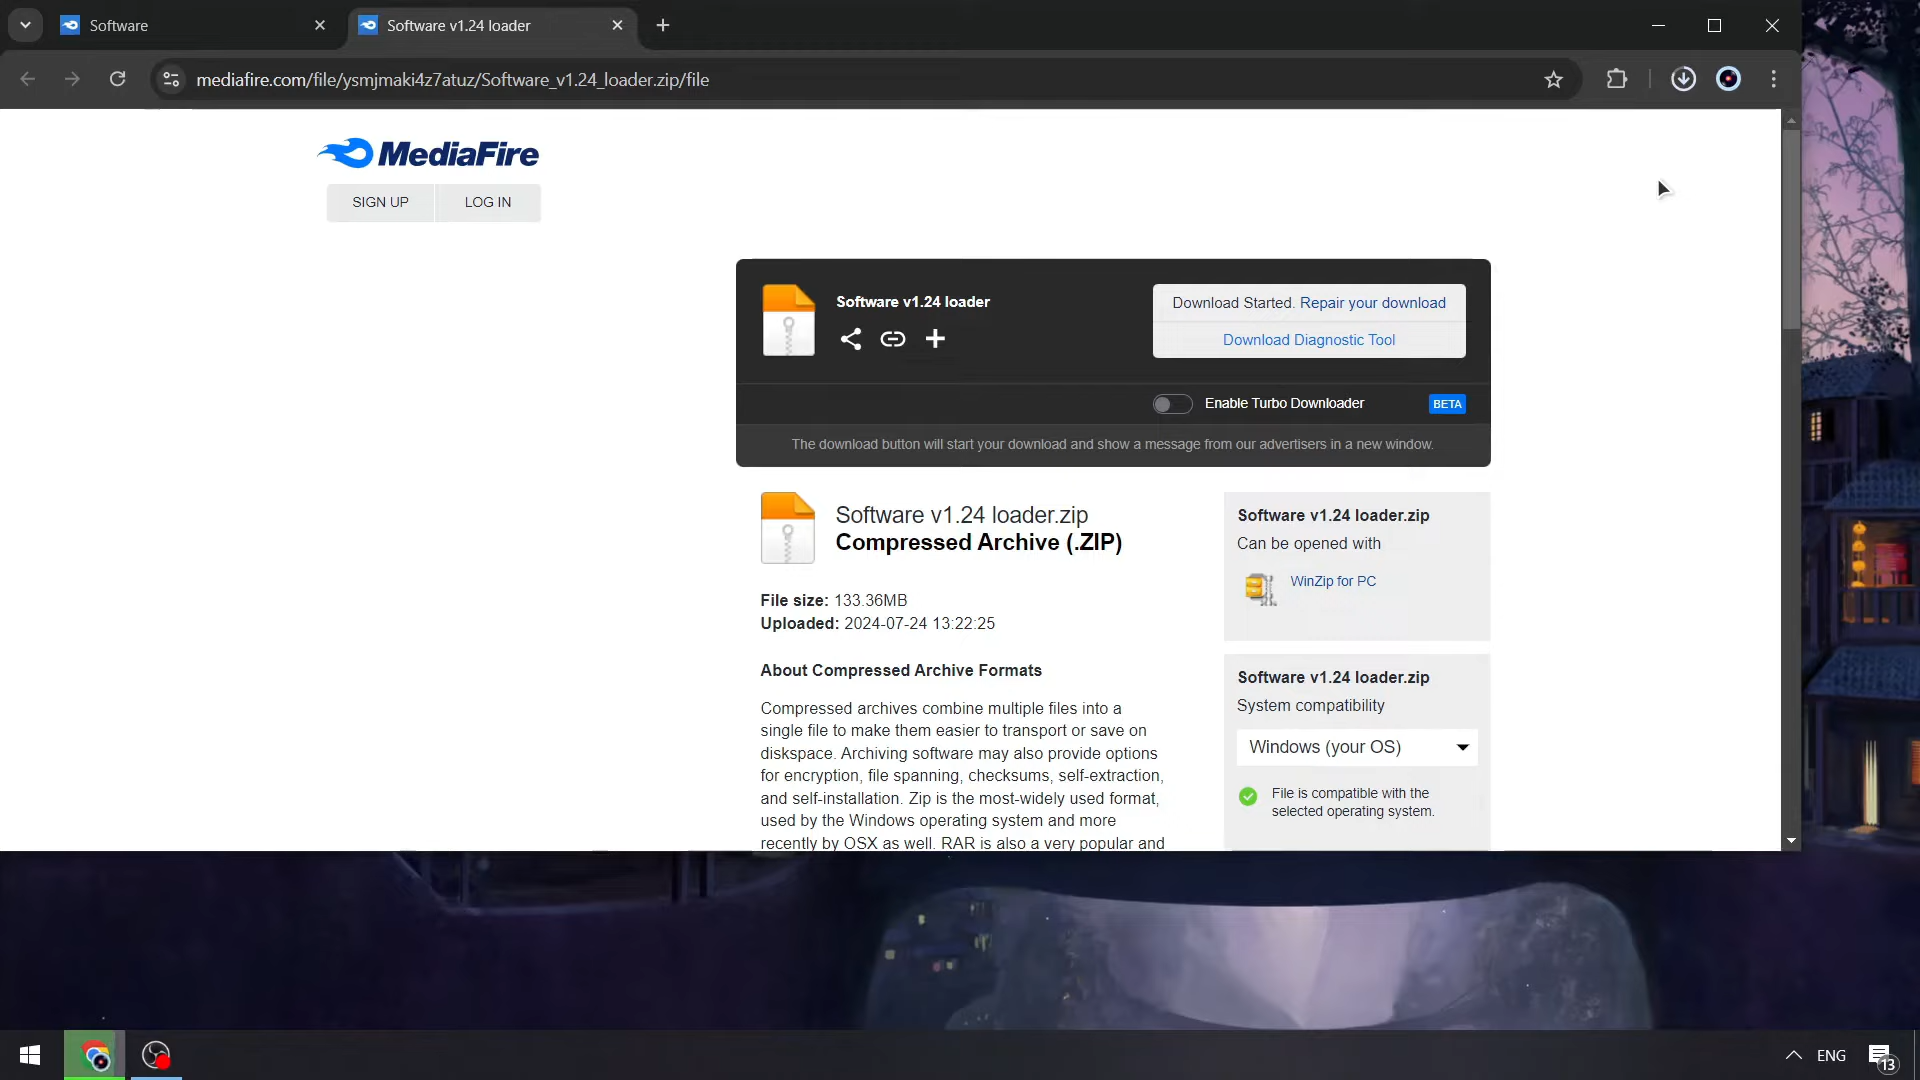 Software
Software v1.24 loader
mediafire.com/file/ysmjmaki4z7atuz/Software_v1.24_loader.zip/file
MediaFire
SIGN UP
LOG IN
Software v1.24 loader
Download Started. Repair your download
Download Diagnostic Tool
Enable Turbo Downloader
BETA
The download button will start your download and show a message from our advertisers in a new window.
Software v1.24 loader.zip
Compressed Archive (.ZIP)
File size: 133.36MB
Uploaded: 2024-07-24 13:22:25
About Compressed Archive Formats
Compressed archives combine multiple files into a
single file to make them easier to transport or save on
diskspace. Archiving software may also provide options
for encryption, file spanning, checksums, self-extraction,
and self-installation. Zip is the most-widely used format,
used by the Windows operating system and more
recently by OSX as well. RAR is also a very popular and
Software v1.24 loader.zip
Can be opened with
WinZip for PC
Software v1.24 loader.zip
System compatibility
Windows (your OS)
File is compatible with the
selected operating system.
ENG
13